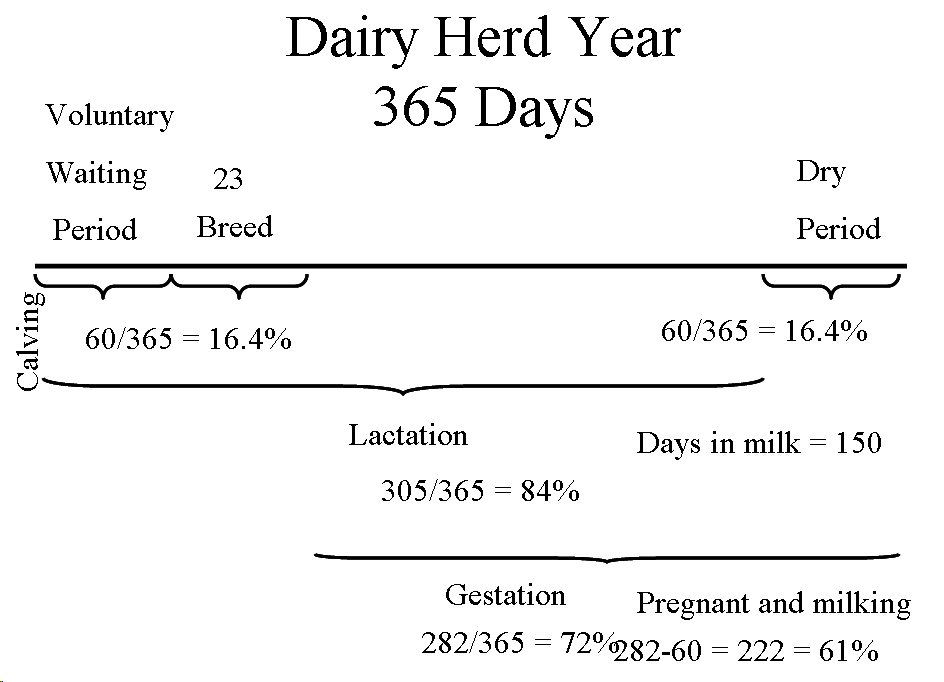 Dairy Herd Year
365 Days
Voluntary
Waiting
Period
23
Breed
Dry
Period
Calving
60/365 = 16.4%
60/365 = 16.4%
Lactation
305/365 = 84%
Days in milk = 150
Gestation
282/365 = 72%
Pregnant and milking
282-60 = 222 = 61%